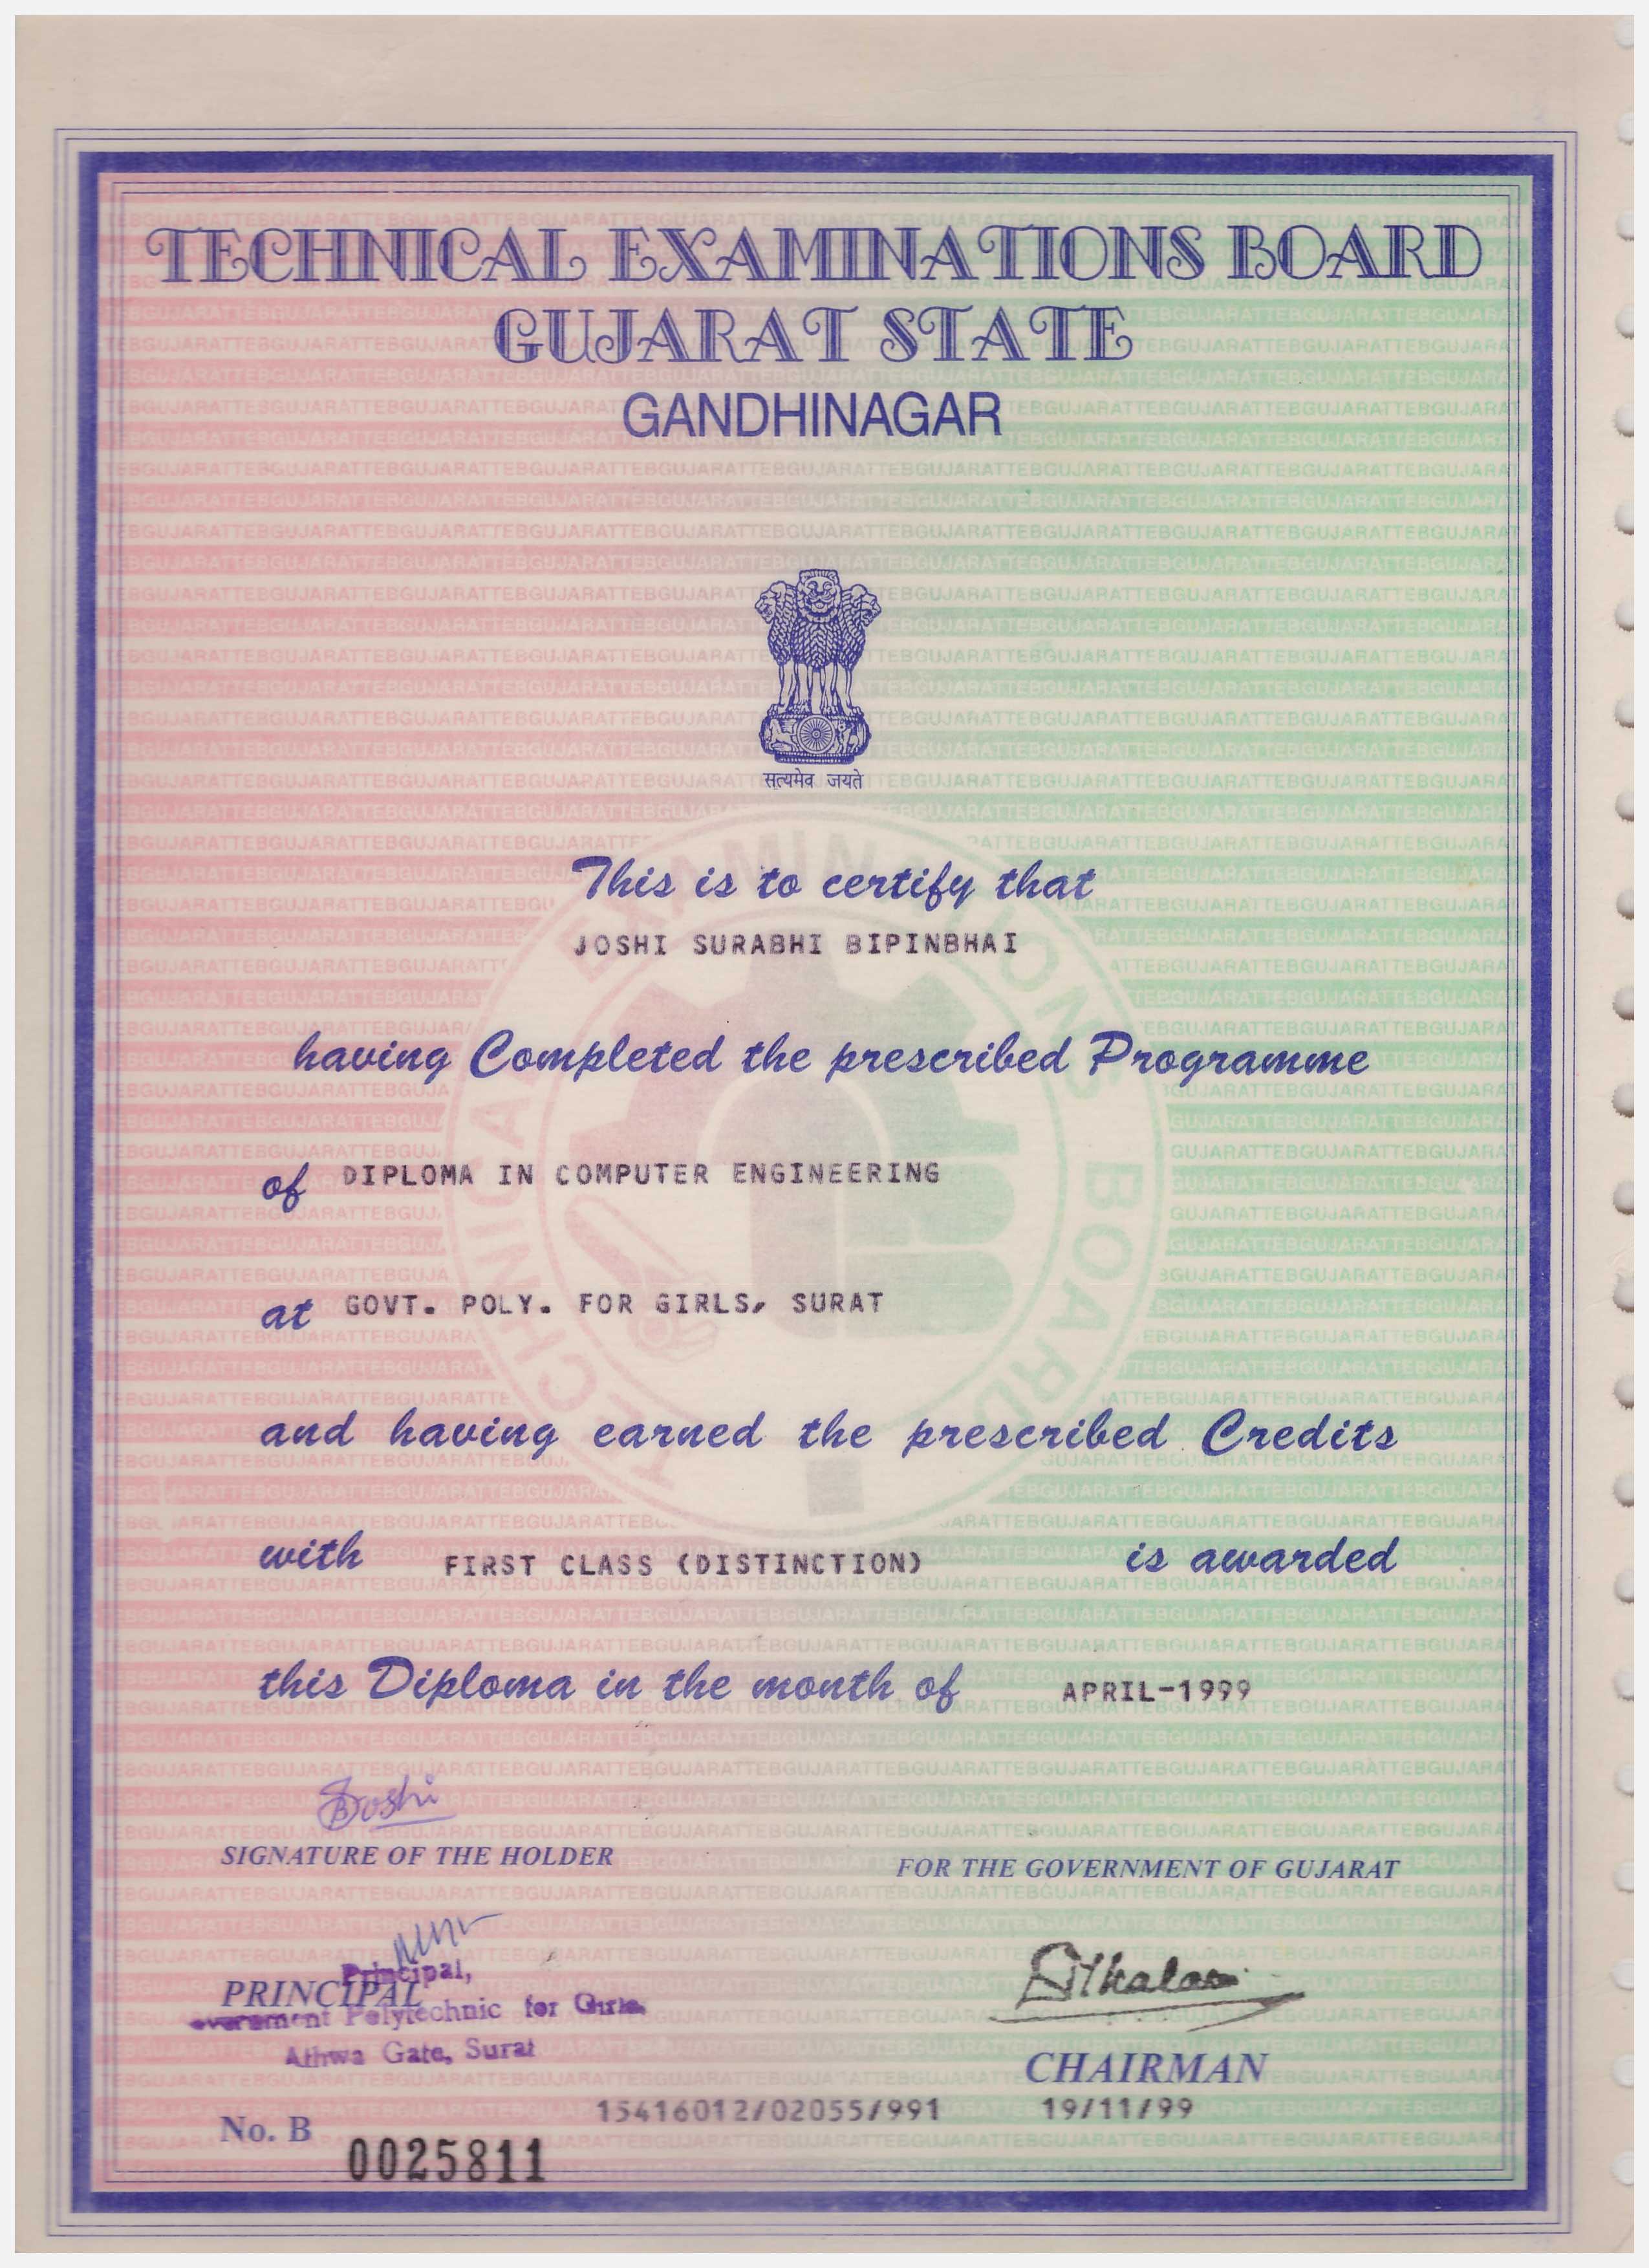 TECHNICAL EXAMINATIONS BOARD
GUJARAT STATE
GANDHINAGAR
सत्यमेव जयते
This is to certify that
JOSHI SURABHI BIPINBHAI
having Completed the prescribed Programme
of DIPLOMA IN COMPUTER ENGINEERING
at GOVT. POLY. FOR GIRLS, SURAT
and having earned the prescribed Credits
with FIRST CLASS (DISTINCTION) is awarded
this Diploma in the month of APRIL-1999
SIGNATURE OF THE HOLDER
FOR THE GOVERNMENT OF GUJARAT
Principal,
PRINCIPAL
Polytechnic for Girls,
Athwa Gate, Surat
CHAIRMAN
15416012/02055/991 19/11/99
No. B 0025811
TECHNICAL EXAMINATIONS BOARD